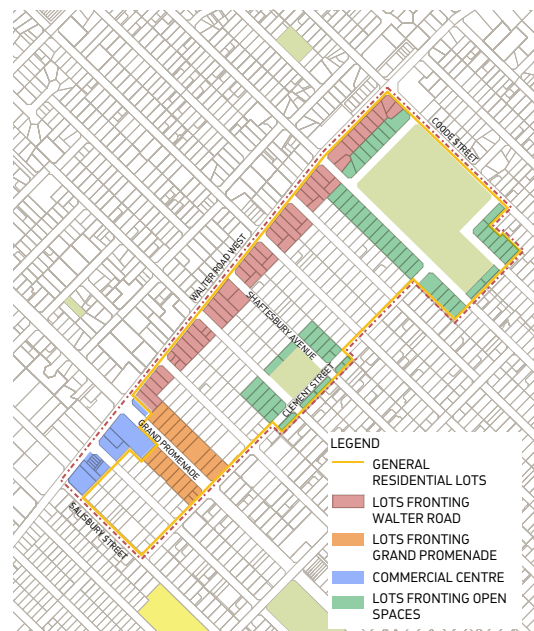 COODE STREET
WALTER ROAD WEST
SHAFTESBURY AVENUE
CLEMENT STREET
GRAND PROMENADE
SALISBURY STREET
LEGEND
GENERAL
RESIDENTIAL LOTS
LOTS FRONTING
WALTER ROAD
LOTS FRONTING
GRAND PROMENADE
COMMERCIAL CENTRE
LOTS FRONTING OPEN
SPACES